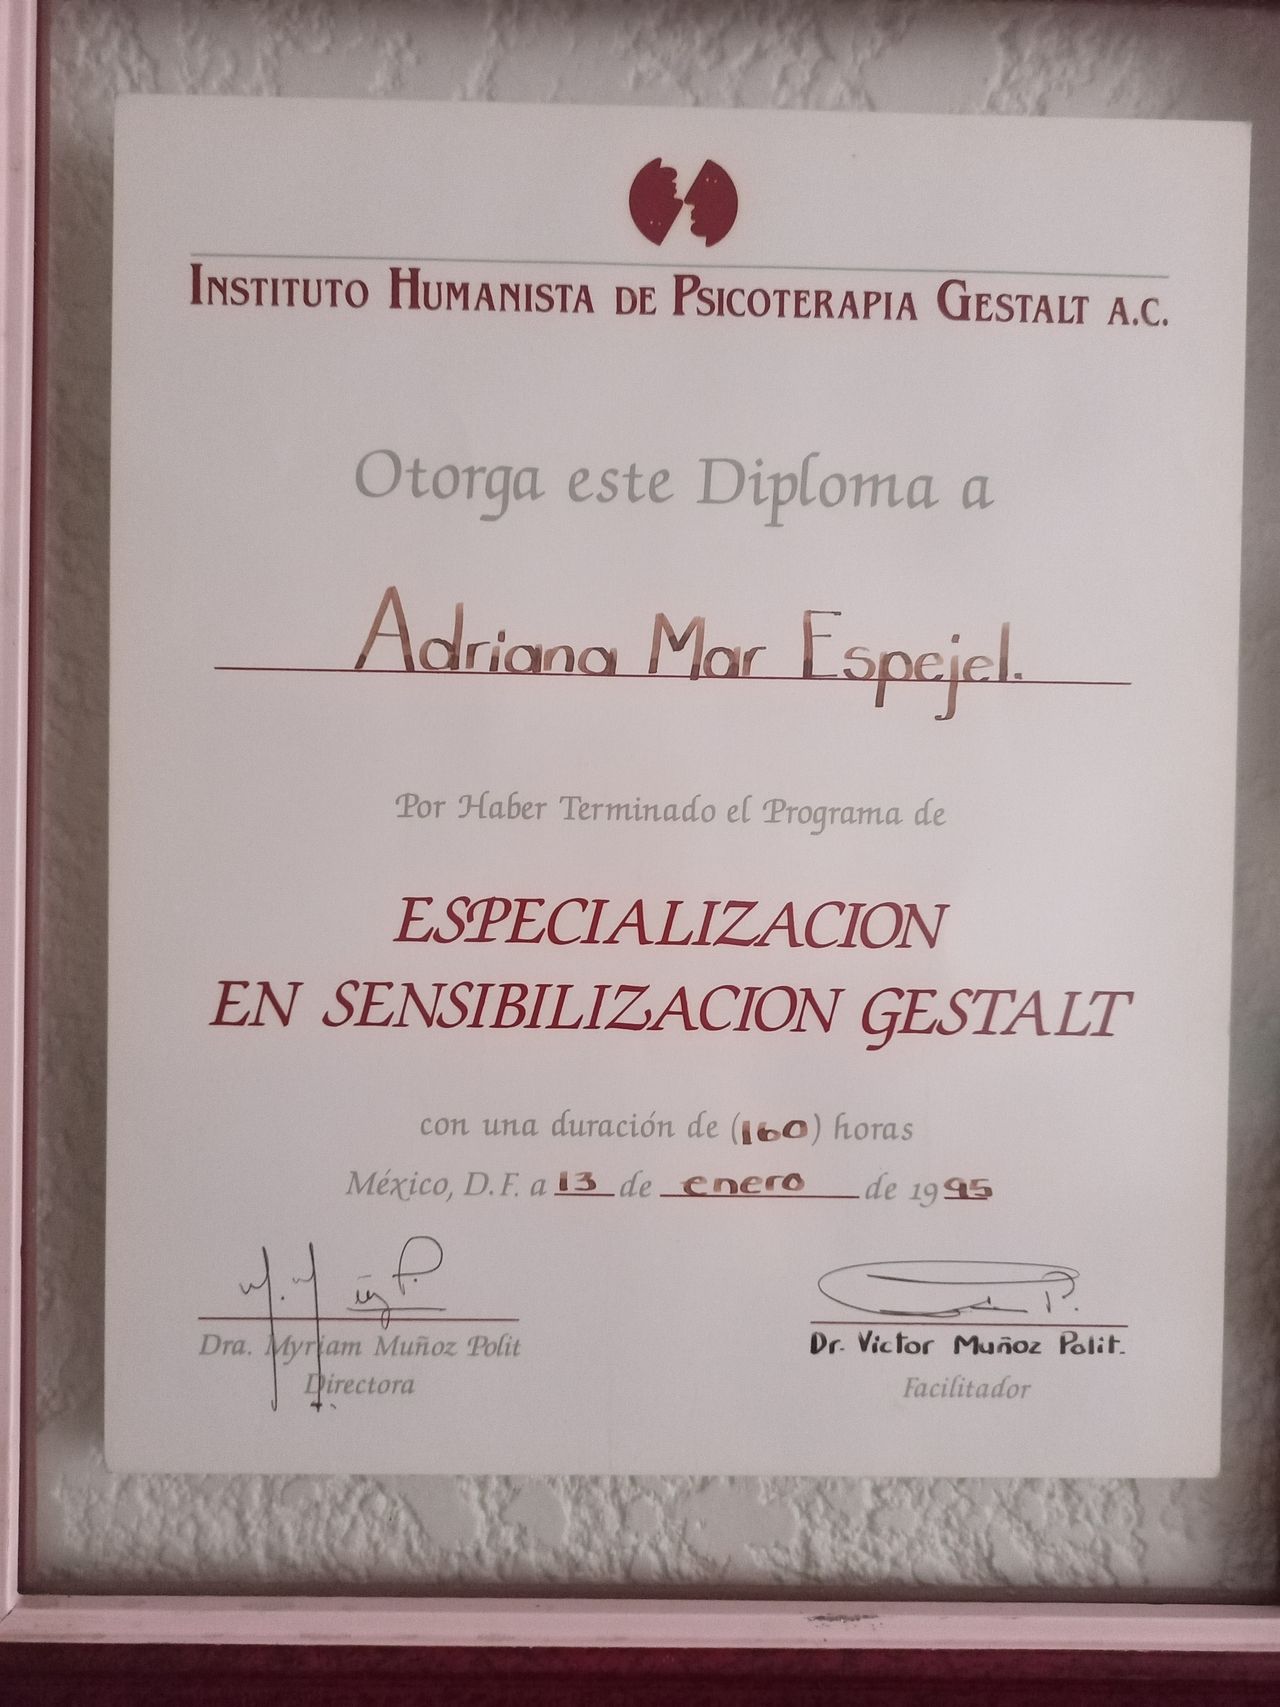 INSTITUTO HUMANISTA DE PSICOTERAPIA GESTALT A.C.
Otorga este Diploma a
Adriana Mar Espejel.
Por Haber Terminado el Programa de
ESPECIALIZACION
EN SENSIBILIZACION GESTALT
con una duración de (160) horas
México, D.F. a 13 de enero de 1995
Dra. Myriam Muñoz Polit
Directora
Dr. Victor Muñoz Polit.
Facilitador